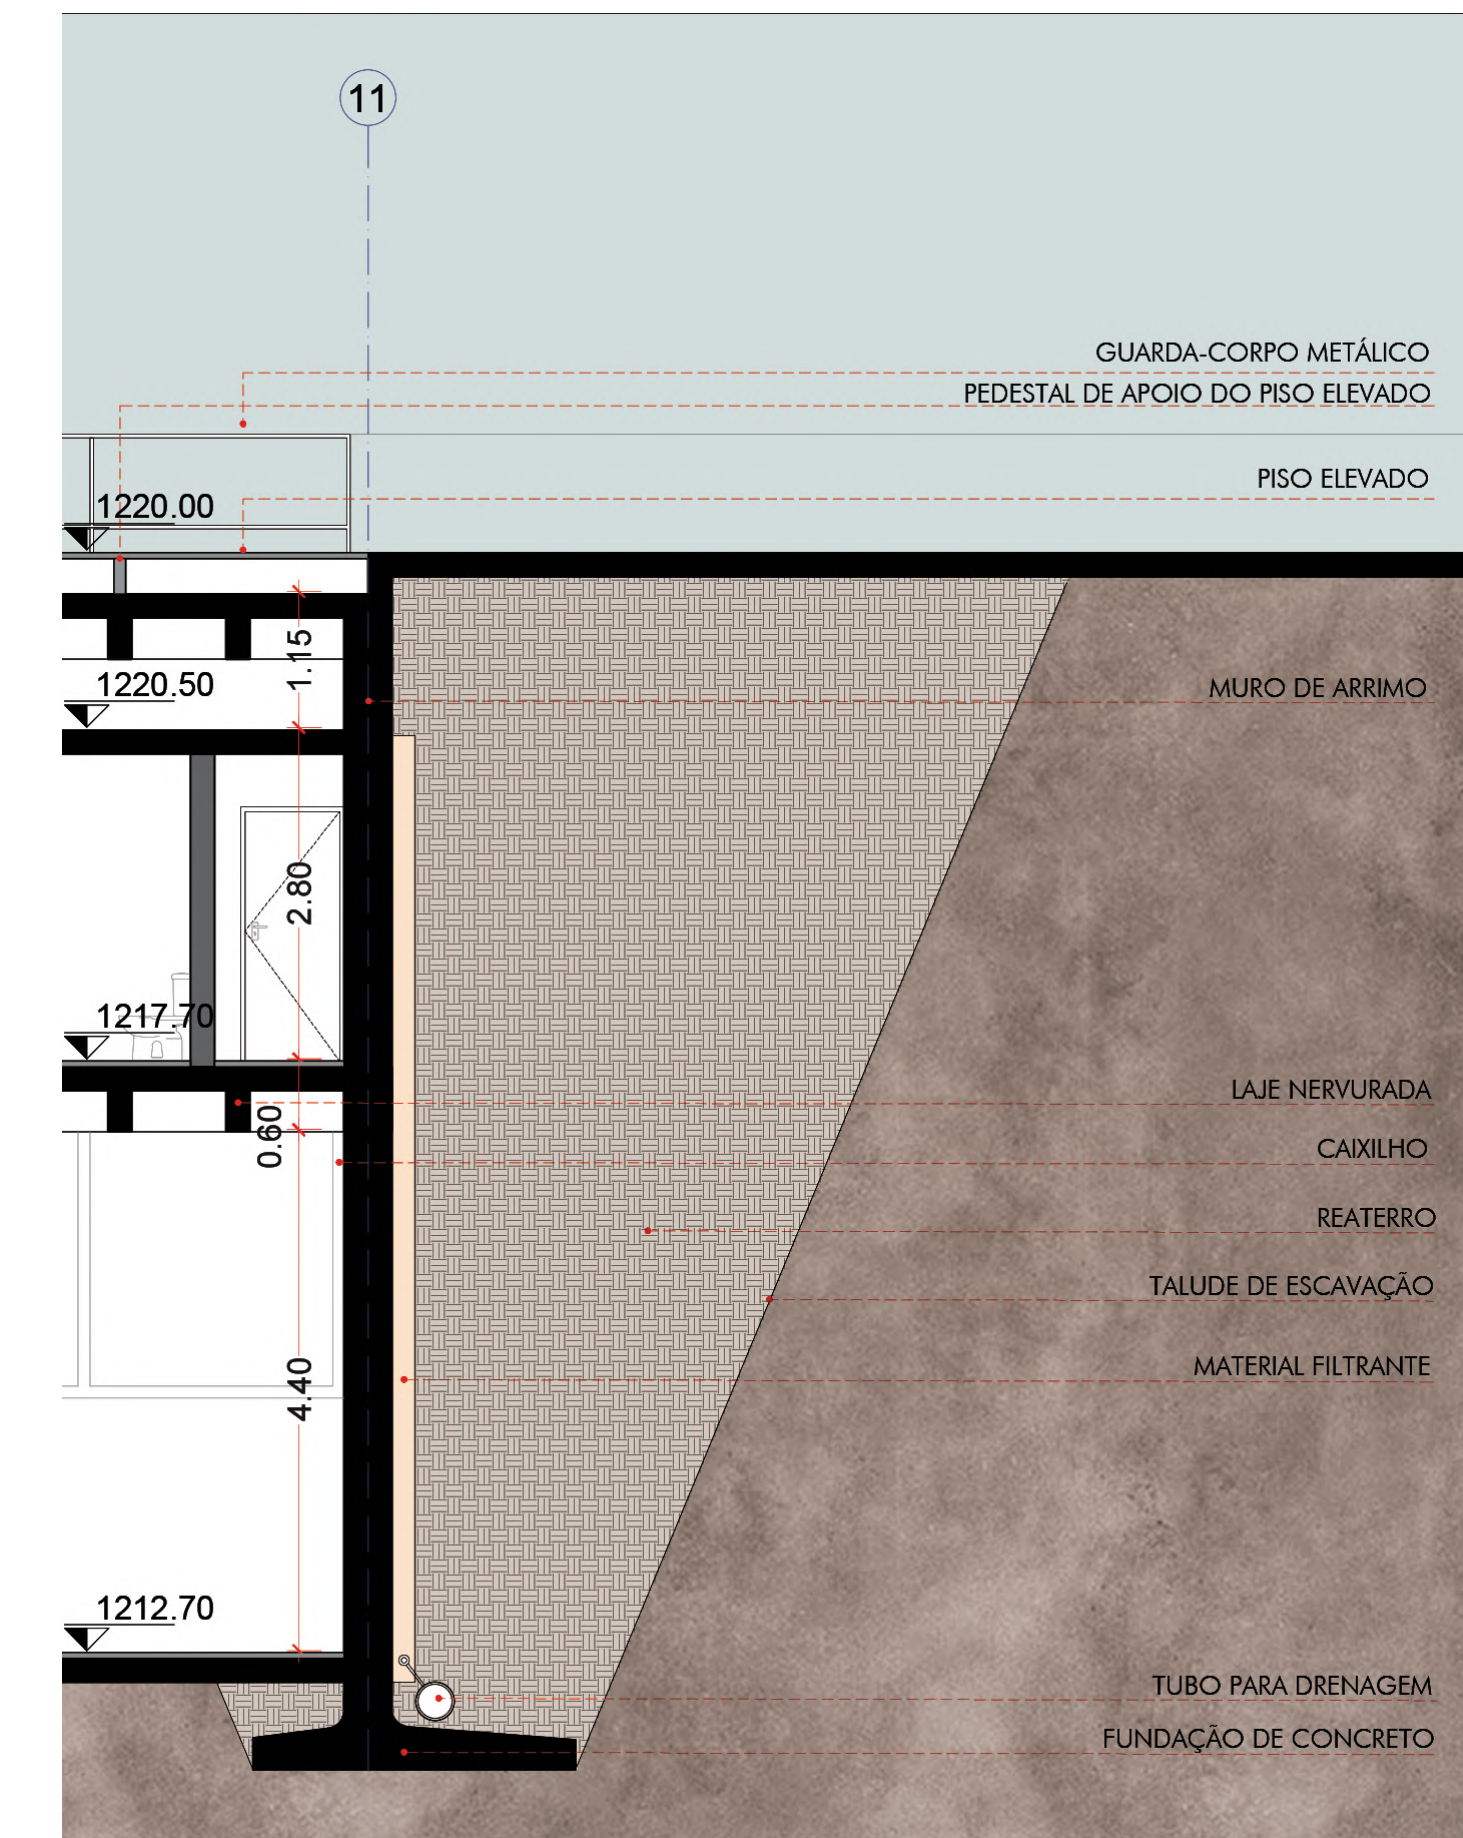 11
GUARDA-CORPO METÁLICO
PEDESTAL DE APOIO DO PISO ELEVADO
PISO ELEVADO
1220.00
1.15
1220.50
MURO DE ARRIMO
2.80
1217.70
LAJE NERVURADA
0.60
CAIXILHO
REATERRO
TALUDE DE ESCAVAÇÃO
MATERIAL FILTRANTE
4.40
1212.70
TUBO PARA DRENAGEM
FUNDAÇÃO DE CONCRETO